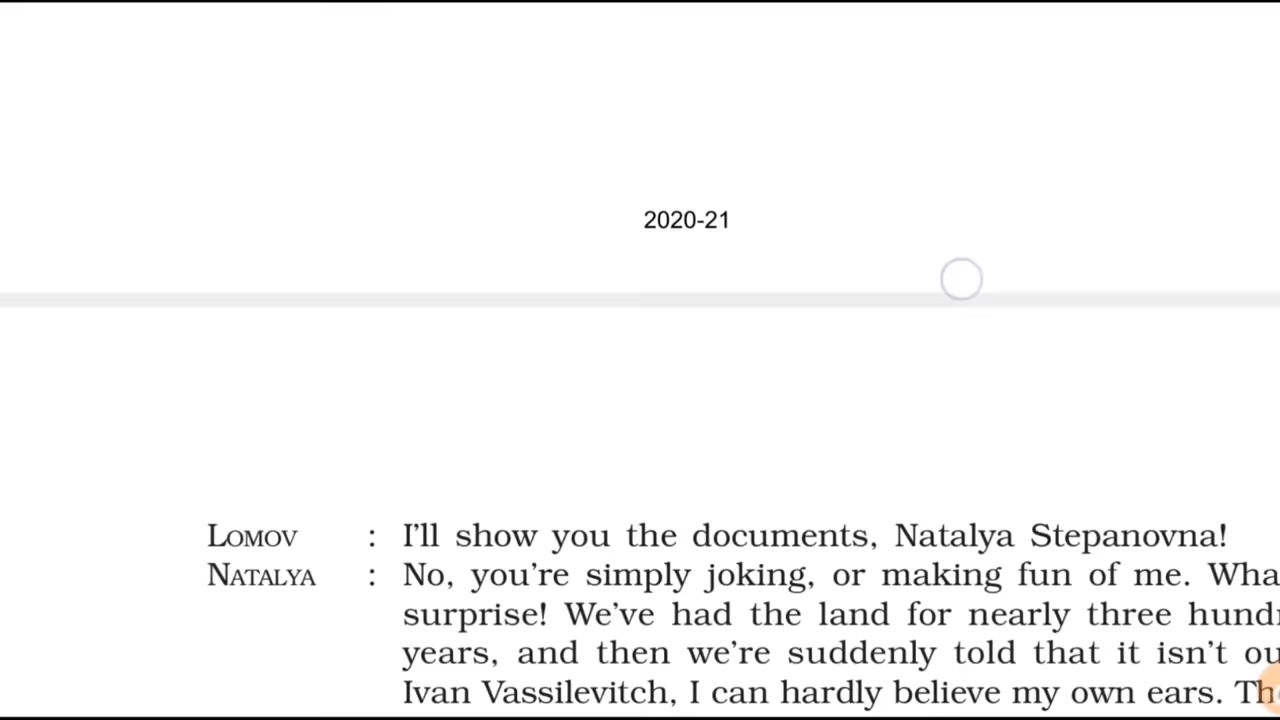 2020-21
LOMOV : I'll show you the documents, Natalya Stepanovna!
NATALYA : No, you're simply joking, or making fun of me.
surprise! We've had the land for nearly three
years, and then we're suddenly told that it isn't
Ivan Vassilevitch, I can hardly believe my own ears.